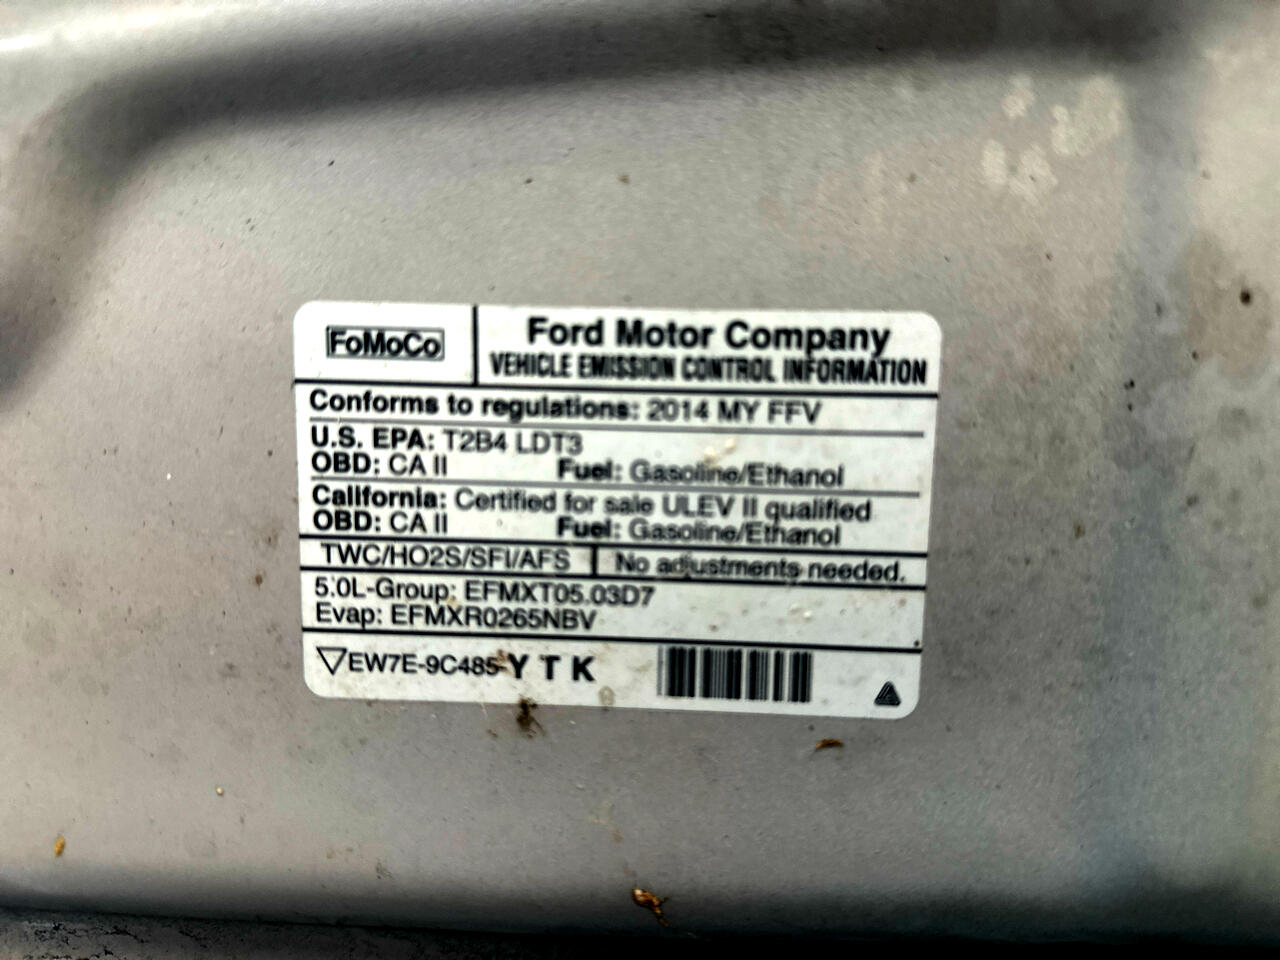 FoMoCo
Ford Motor Company
VEHICLE EMISSION CONTROL INFORMATION
Conforms to regulations: 2014 MY FFV
U.S. EPA: T2B4 LDT3
OBD: CA II Fuel: Gasoline/Ethanol
California: Certified for sale ULEV II qualified
OBD: CA II Fuel: Gasoline/Ethanol
TWC/HO2S/SFI/AFS No adjustments needed.
5.0L-Group: EFMXT05.03D7
Evap: EFMXR0265NBV
EW7E-9C485-YTK